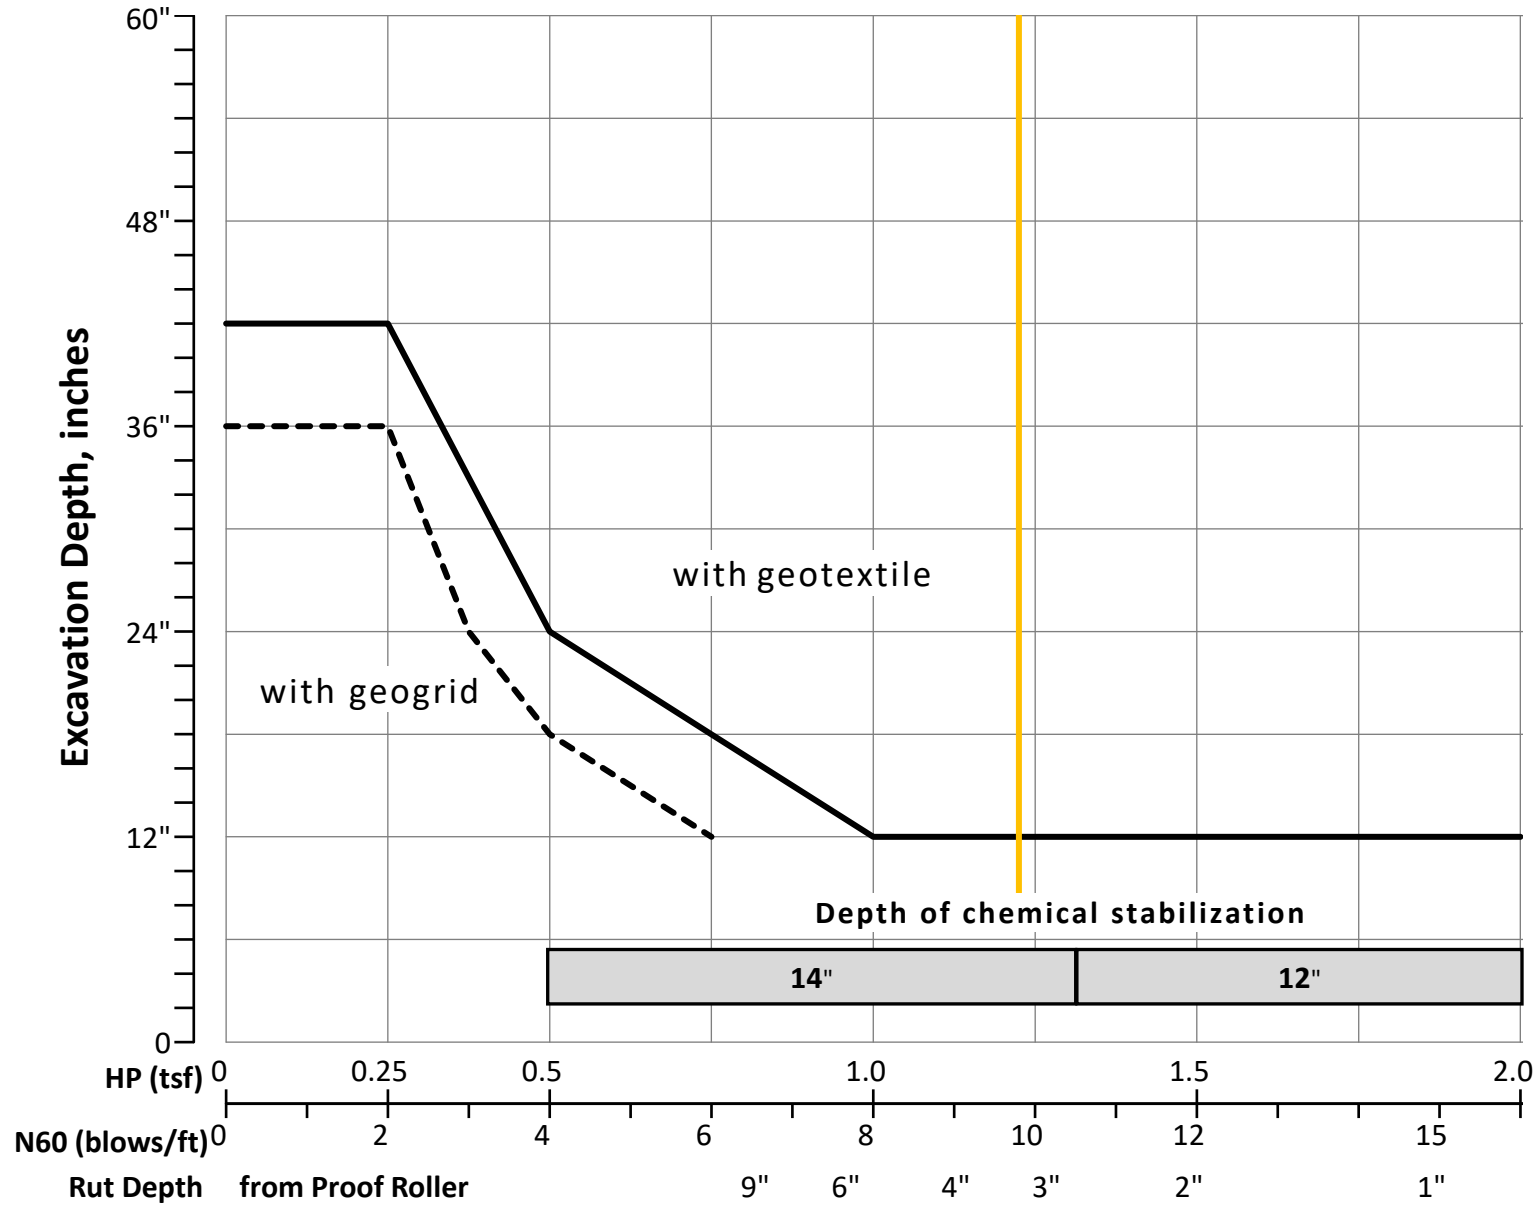 60"
48"
36"
24"
12"
0
Excavation Depth, inches
with geotextile
with geogrid
Depth of chemical stabilization
14" 12"
HP (tsf) 0 0.25 0.5 1.0 1.5 2.0
N60 (blows/ft) 0 2 4 6 8 10 12 15
Rut Depth from Proof Roller 9" 6" 4" 3" 2" 1"